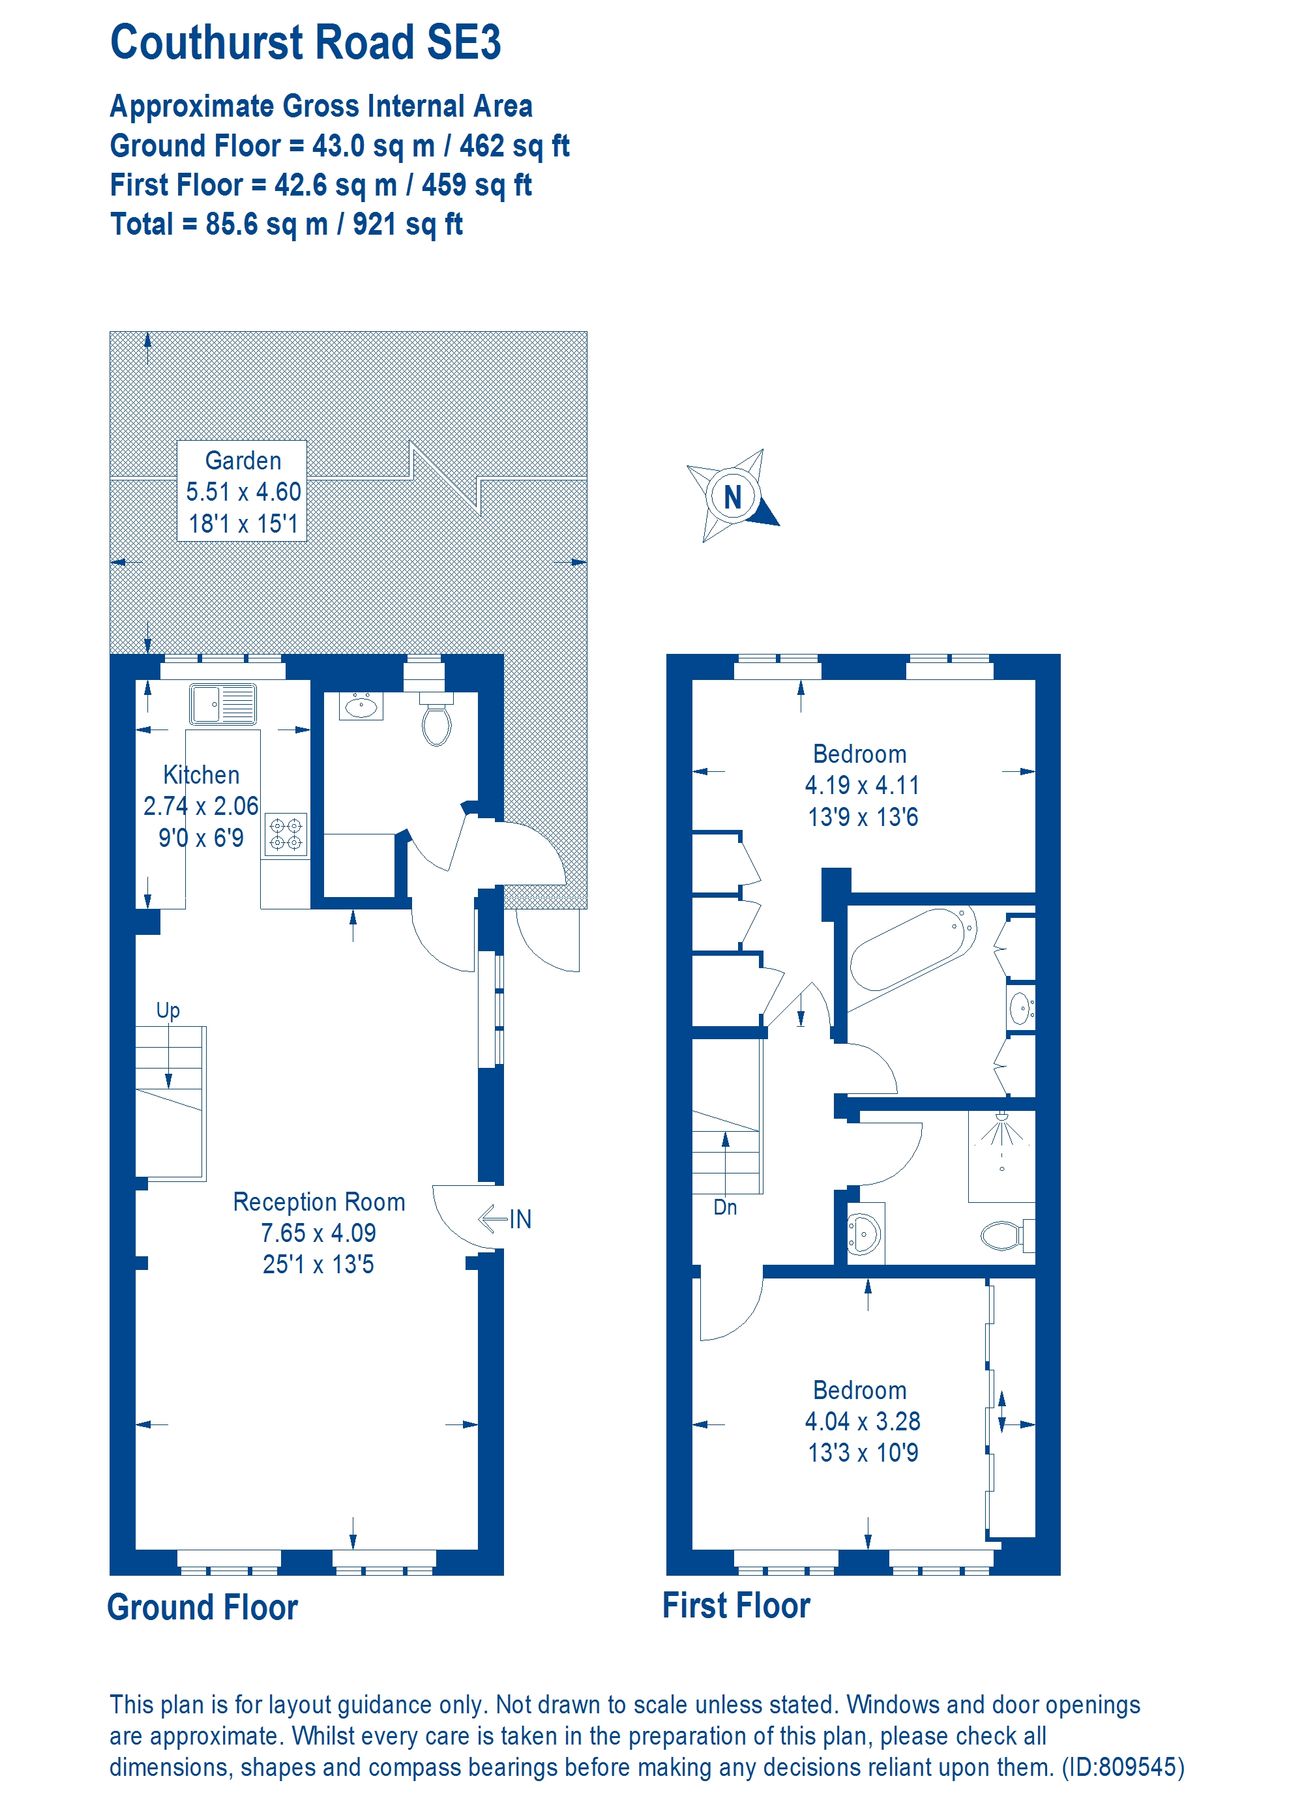 Couthurst Road SE3
Approximate Gross Internal Area
Ground Floor = 43.0 sq m / 462 sq ft
First Floor = 42.6 sq m / 459 sq ft
Total = 85.6 sq m / 921 sq ft
Garden
5.51 x 4.60
18'1 x 15'1
N
Kitchen
2.74 x 2.06
9'0 x 6'9
Up
Reception Room
7.65 x 4.09
25'1 x 13'5
IN
Ground Floor
Bedroom
4.19 x 4.11
13'9 x 13'6
Dn
Bedroom
4.04 x 3.28
13'3 x 10'9
First Floor
This plan is for layout guidance only. Not drawn to scale unless stated. Windows and door openings
are approximate. Whilst every care is taken in the preparation of this plan, please check all
dimensions, shapes and compass bearings before making any decisions reliant upon them. (ID:809545)